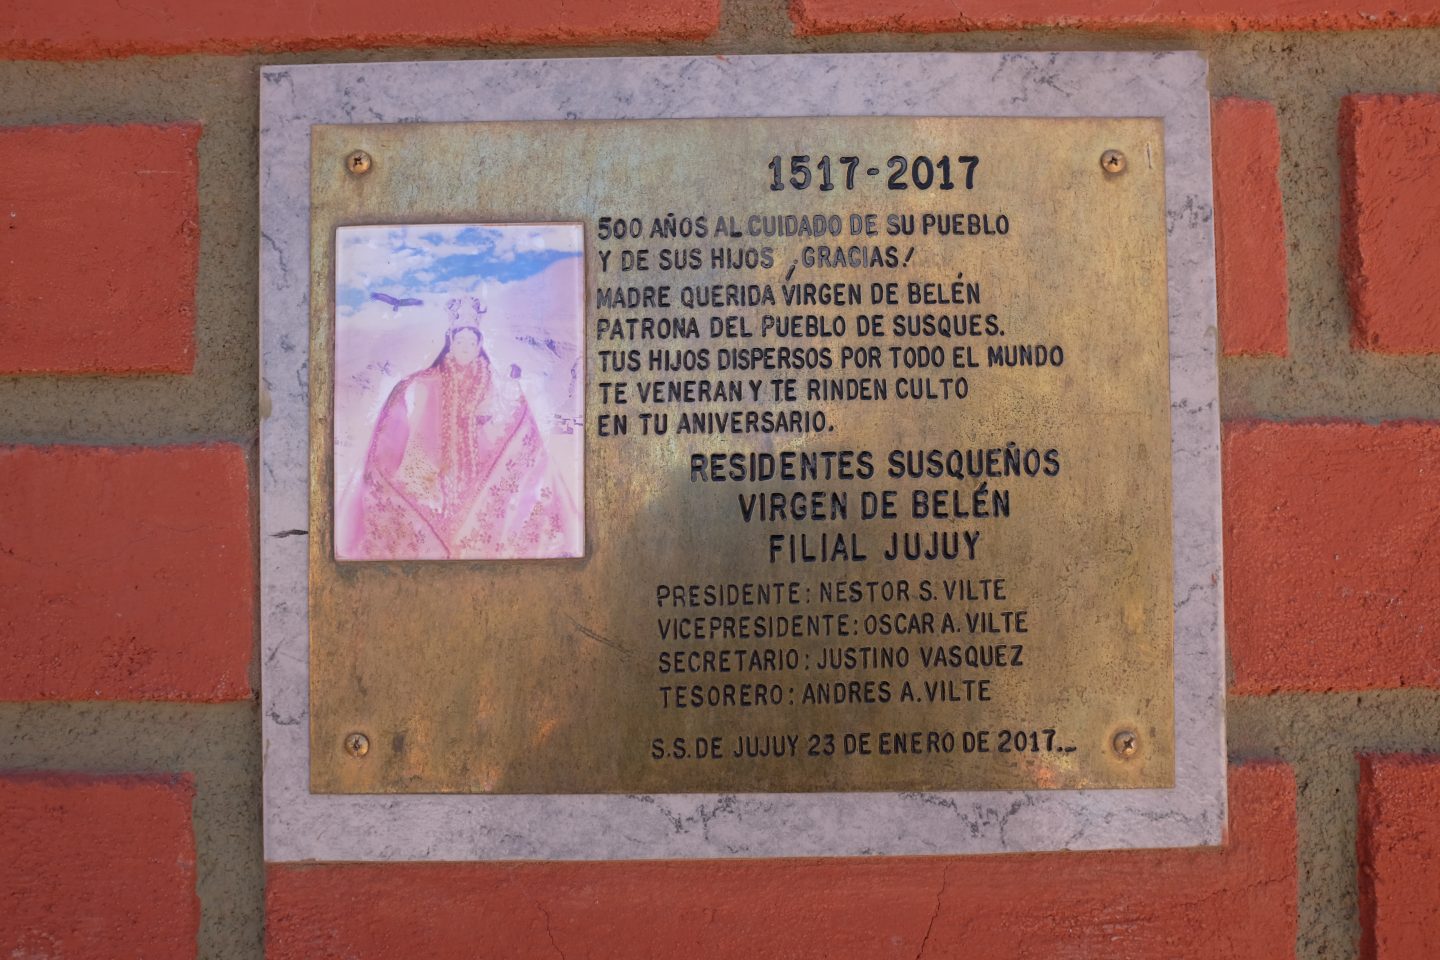 1517-2017
500 AÑOS AL CUIDADO DE SU PUEBLO
Y DE SUS HIJOS ¡GRACIAS!
MADRE QUERIDA VIRGEN DE BELÉN
PATRONA DEL PUEBLO DE SUSQUES.
TUS HIJOS DISPERSOS POR TODO EL MUNDO
TE VENERAN Y TE RINDEN CULTO
EN TU ANIVERSARIO.
RESIDENTES SUSQUEÑOS
VIRGEN DE BELÉN
FILIAL JUJUY
PRESIDENTE: NESTOR S. VILTE
VICEPRESIDENTE: OSCAR A. VILTE
SECRETARIO: JUSTINO VASQUEZ
TESORERO: ANDRES A. VILTE
S.S. DE JUJUY 23 DE ENERO DE 2017._